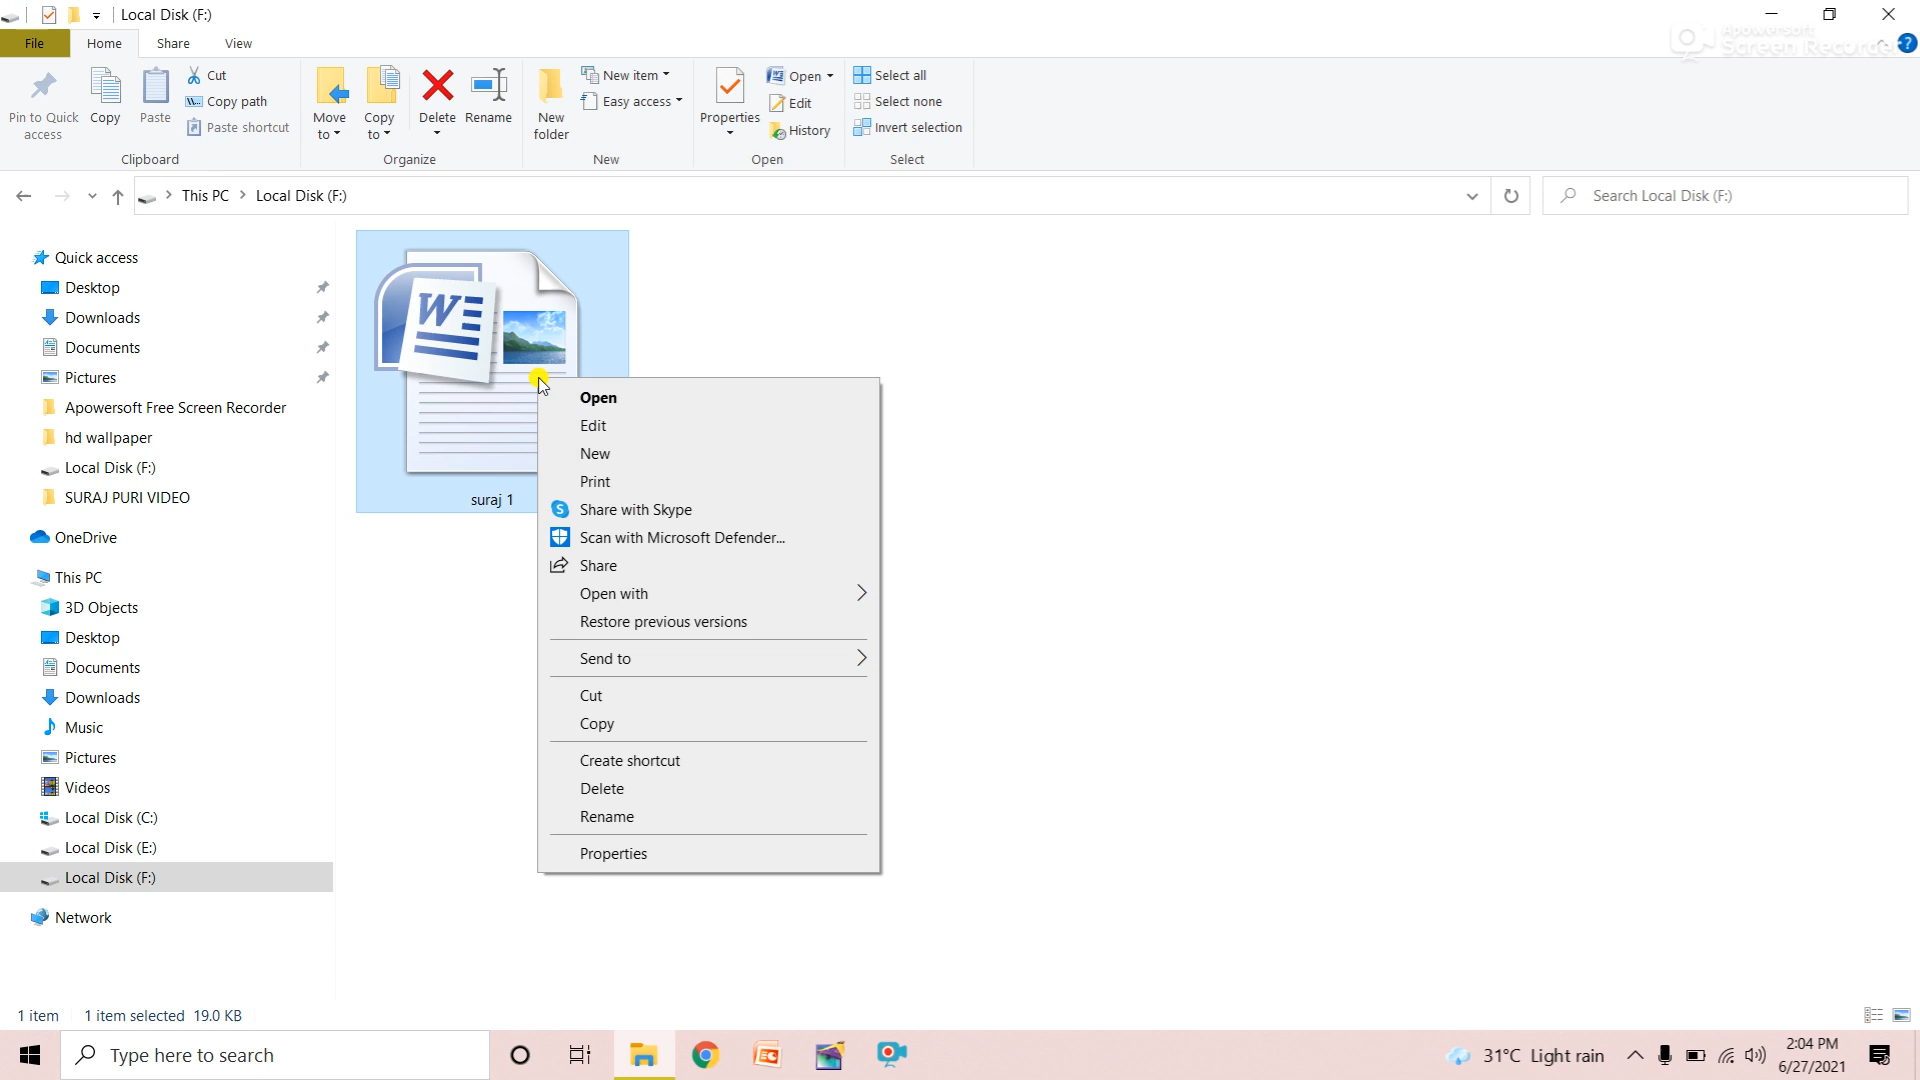 Local Disk (F:)
File Home Share View
Apowersoft
Screen Recorder
Pin to Quick access
Copy
Paste
Cut
Copy path
Paste shortcut
Clipboard
Move to
Copy to
Delete
Rename
Organize
New folder
New item
Easy access
New
Properties
Open
Edit
History
Open
Select all
Select none
Invert selection
Select
This PC > Local Disk (F:)
Search Local Disk (F:)
Quick access
Desktop
Downloads
Documents
Pictures
Apowersoft Free Screen Recorder
hd wallpaper
Local Disk (F:)
SURAJ PURI VIDEO
OneDrive
This PC
3D Objects
Desktop
Documents
Downloads
Music
Pictures
Videos
Local Disk (C:)
Local Disk (E:)
Local Disk (F:)
Network
W
suraj 1
Open
Edit
New
Print
Share with Skype
Scan with Microsoft Defender...
Share
Open with
Restore previous versions
Send to
Cut
Copy
Create shortcut
Delete
Rename
Properties
1 item 1 item selected 19.0 KB
Type here to search
31°C Light rain
2:04 PM
6/27/2021